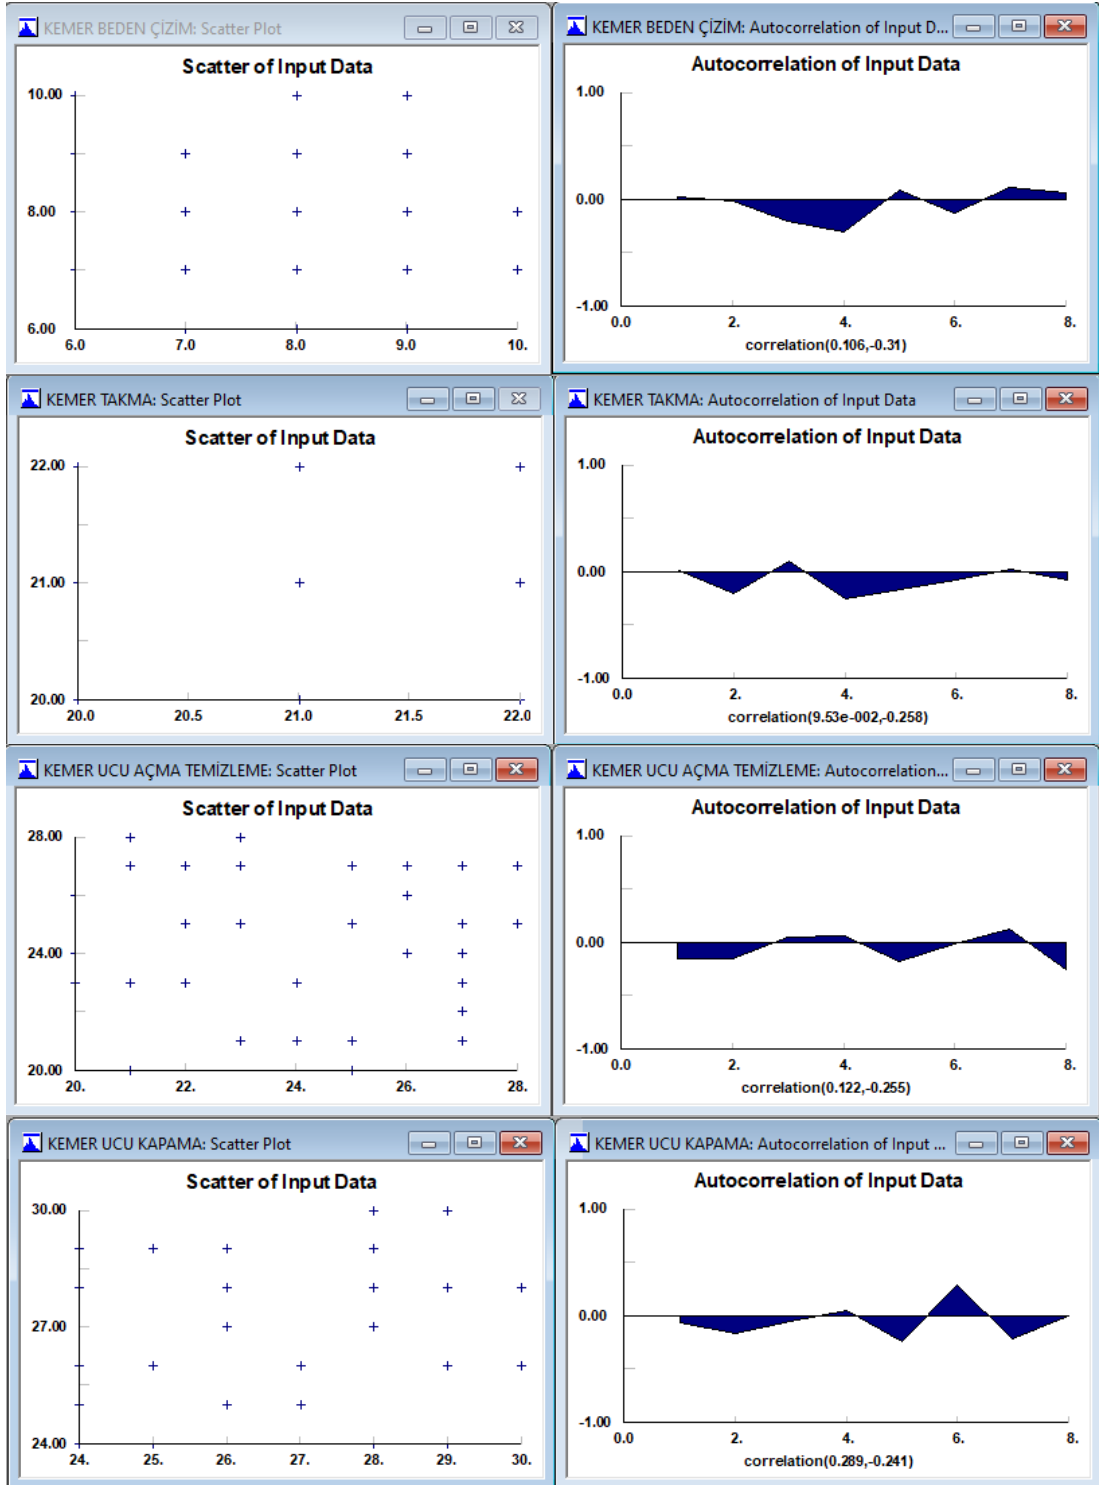 KEMER BEDEN ÇİZİM: Scatter Plot
Scatter of Input Data
10.00
8.00
6.00
6.0 7.0 8.0 9.0 10.
KEMER BEDEN ÇİZİM: Autocorrelation of Input D...
Autocorrelation of Input Data
1.00
0.00
-1.00
0.0 2. 4. 6. 8.
correlation(0.106,-0.31)
KEMER TAKMA: Scatter Plot
Scatter of Input Data
22.00
21.00
20.00
20.0 20.5 21.0 21.5 22.0
KEMER TAKMA: Autocorrelation of Input Data
Autocorrelation of Input Data
1.00
0.00
-1.00
0.0 2. 4. 6. 8.
correlation(9.53e-002,-0.258)
KEMER UCU AÇMA TEMİZLEME: Scatter Plot
Scatter of Input Data
28.00
24.00
20.00
20. 22. 24. 26. 28.
KEMER UCU AÇMA TEMİZLEME: Autocorrelation...
Autocorrelation of Input Data
1.00
0.00
-1.00
0.0 2. 4. 6. 8.
correlation(0.122,-0.255)
KEMER UCU KAPAMA: Scatter Plot
Scatter of Input Data
30.00
27.00
24.00
24. 25. 26. 27. 28. 29. 30.
KEMER UCU KAPAMA: Autocorrelation of Input ...
Autocorrelation of Input Data
1.00
0.00
-1.00
0.0 2. 4. 6. 8.
correlation(0.289,-0.241)